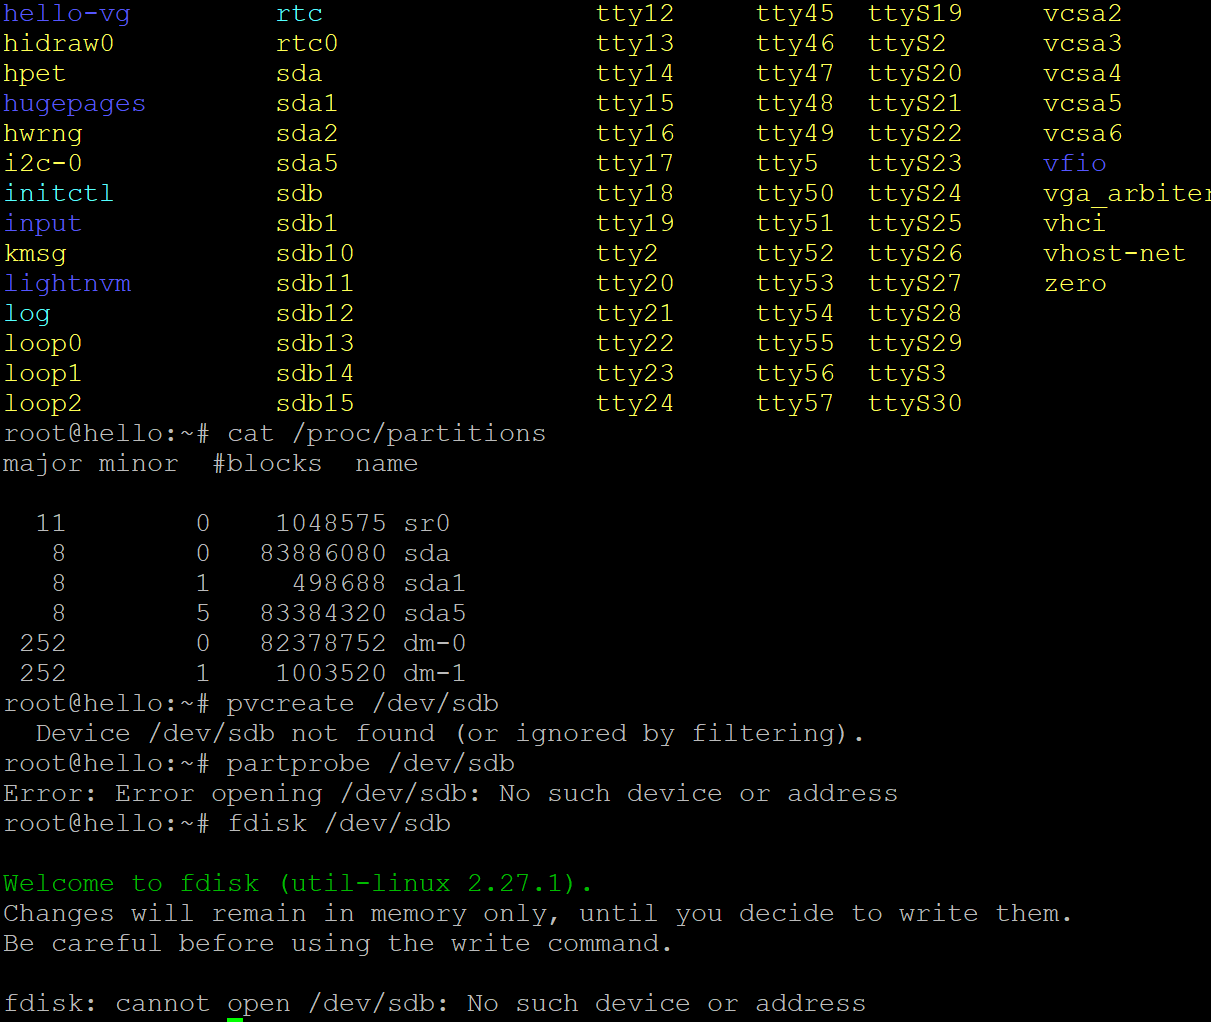 hello-vg rtc tty12 tty45 ttyS19 vcsa2
hidraw0 rtc0 tty13 tty46 ttyS2 vcsa3
hpet sda tty14 tty47 ttyS20 vcsa4
hugepages sda1 tty15 tty48 ttyS21 vcsa5
hwrng sda2 tty16 tty49 ttyS22 vcsa6
i2c-0 sda5 tty17 tty5 ttyS23 vfio
initctl sdb tty18 tty50 ttyS24 vga_arbiter
input sdb1 tty19 tty51 ttyS25 vhci
kmsg sdb10 tty2 tty52 ttyS26 vhost-net
lightnvm sdb11 tty20 tty53 ttyS27 zero
log sdb12 tty21 tty54 ttyS28
loop0 sdb13 tty22 tty55 ttyS29
loop1 sdb14 tty23 tty56 ttyS3
loop2 sdb15 tty24 tty57 ttyS30
root@hello:~# cat /proc/partitions
major minor  #blocks  name
11 0 1048575 sr0
8 0 83886080 sda
8 1 498688 sda1
8 5 83384320 sda5
252 0 82378752 dm-0
252 1 1003520 dm-1
root@hello:~# pvcreate /dev/sdb
Device /dev/sdb not found (or ignored by filtering).
root@hello:~# partprobe /dev/sdb
Error: Error opening /dev/sdb: No such device or address
root@hello:~# fdisk /dev/sdb
Welcome to fdisk (util-linux 2.27.1).
Changes will remain in memory only, until you decide to write them.
Be careful before using the write command.
fdisk: cannot open /dev/sdb: No such device or address